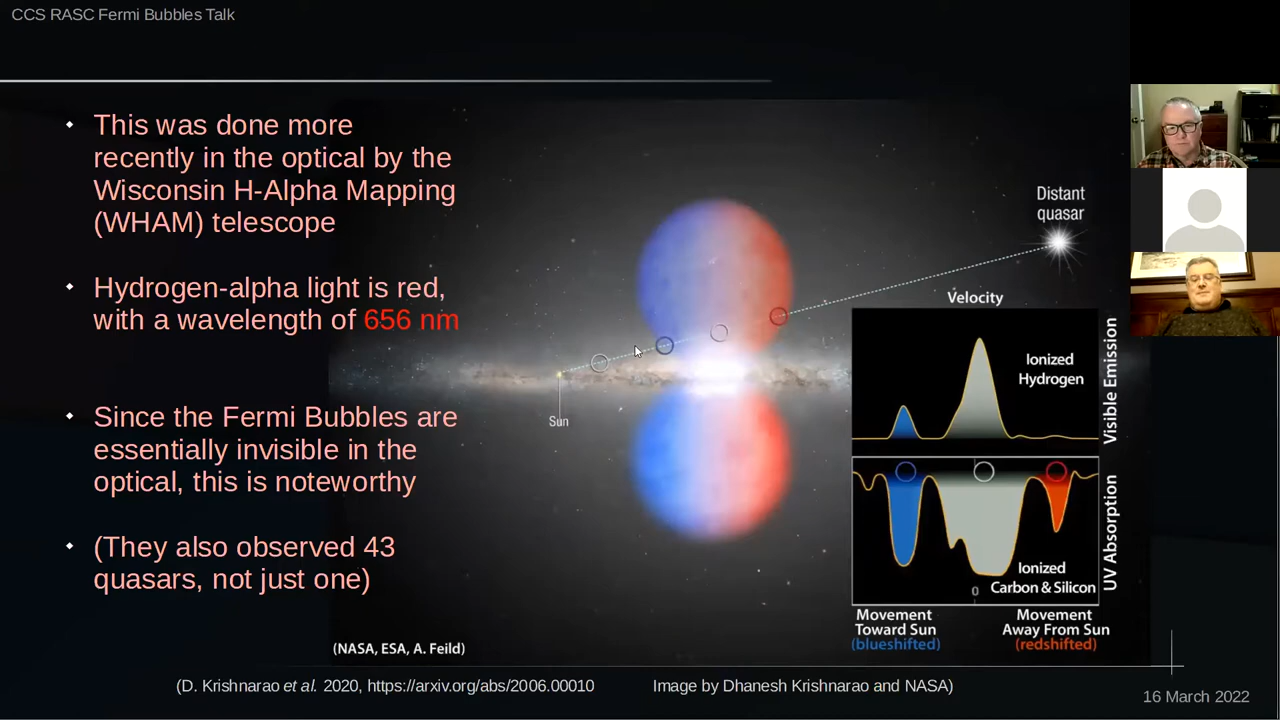 CCS RASC Fermi Bubbles Talk
This was done more
recently in the optical by the
Wisconsin H-Alpha Mapping
(WHAM) telescope
Hydrogen-alpha light is red,
with a wavelength of 656 nm
Since the Fermi Bubbles are
essentially invisible in the
optical, this is noteworthy
(They also observed 43
quasars, not just one)
Distant
quasar
Sun
Velocity
Ionized
Hydrogen
Visible Emission
UV Absorption
Ionized
Carbon & Silicon
0
Movement
Toward Sun
(blueshifted)
Movement
Away From Sun
(redshifted)
(NASA, ESA, A. Feild)
(D. Krishnarao et al. 2020, https://arxiv.org/abs/2006.00010
Image by Dhanesh Krishnarao and NASA)
16 March 2022